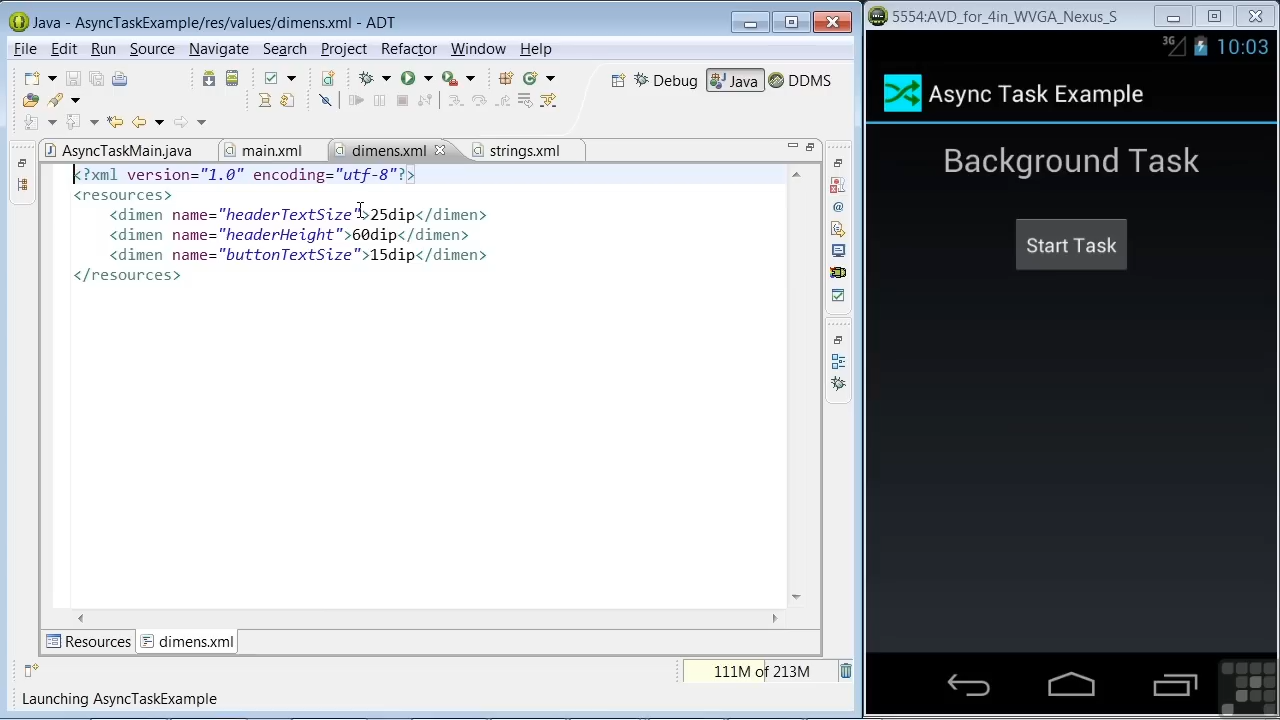 Java - AsyncTaskExample/res/values/dimens.xml - ADT
File Edit Run Source Navigate Search Project Refactor Window Help
Debug Java DDMS
AsyncTaskMain.java main.xml dimens.xml strings.xml
<?xml version="1.0" encoding="utf-8"?>
<resources>
<dimen name="headerTextSize">25dip</dimen>
<dimen name="headerHeight">60dip</dimen>
<dimen name="buttonTextSize">15dip</dimen>
</resources>
Resources dimens.xml
111M of 213M
Launching AsyncTaskExample
5554:AVD_for_4in_WVGA_Nexus_S
3G 10:03
Async Task Example
Background Task
Start Task